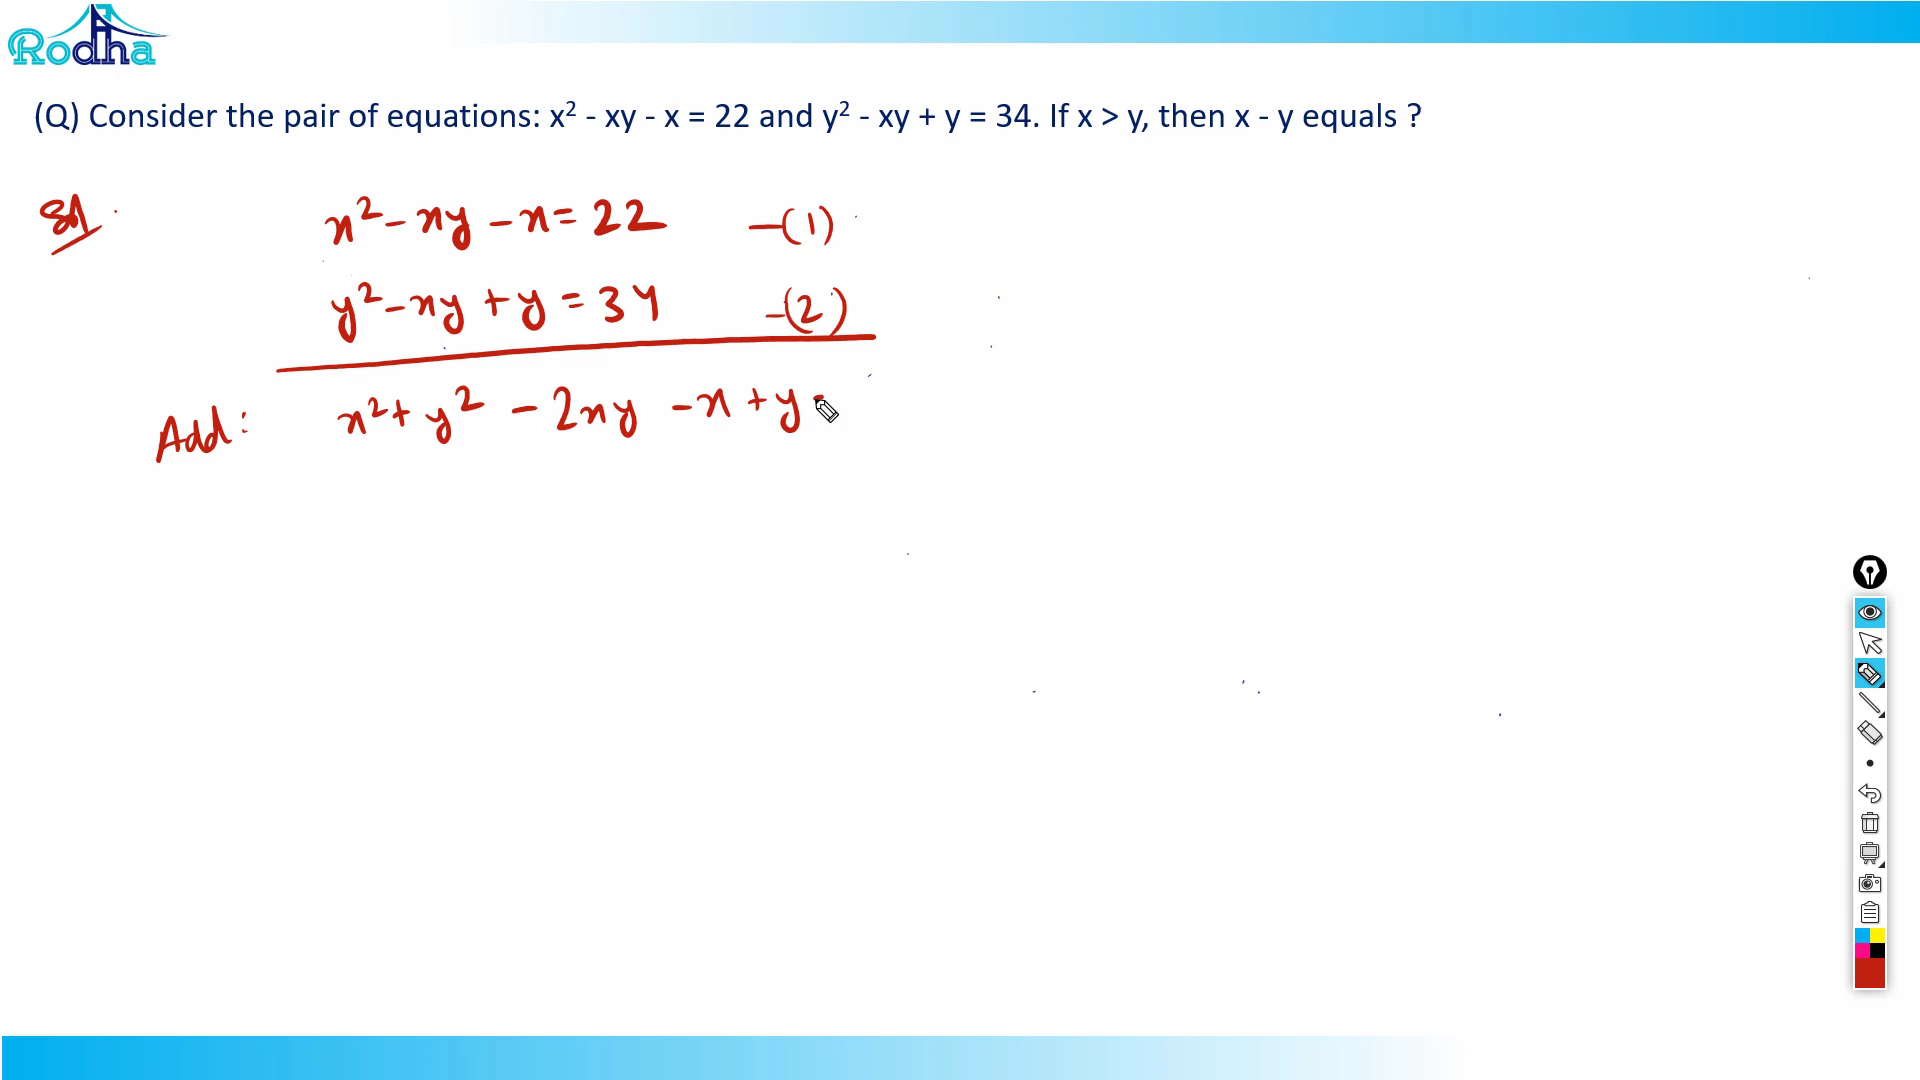 Rodha
(Q) Consider the pair of equations: x² - xy - x = 22 and y² - xy + y = 34. If x > y, then x - y equals ?
Sol.
x² - xy - x = 22 —(1)
y² - xy + y = 34 —(2)
Add: x² + y² - 2xy - x + y